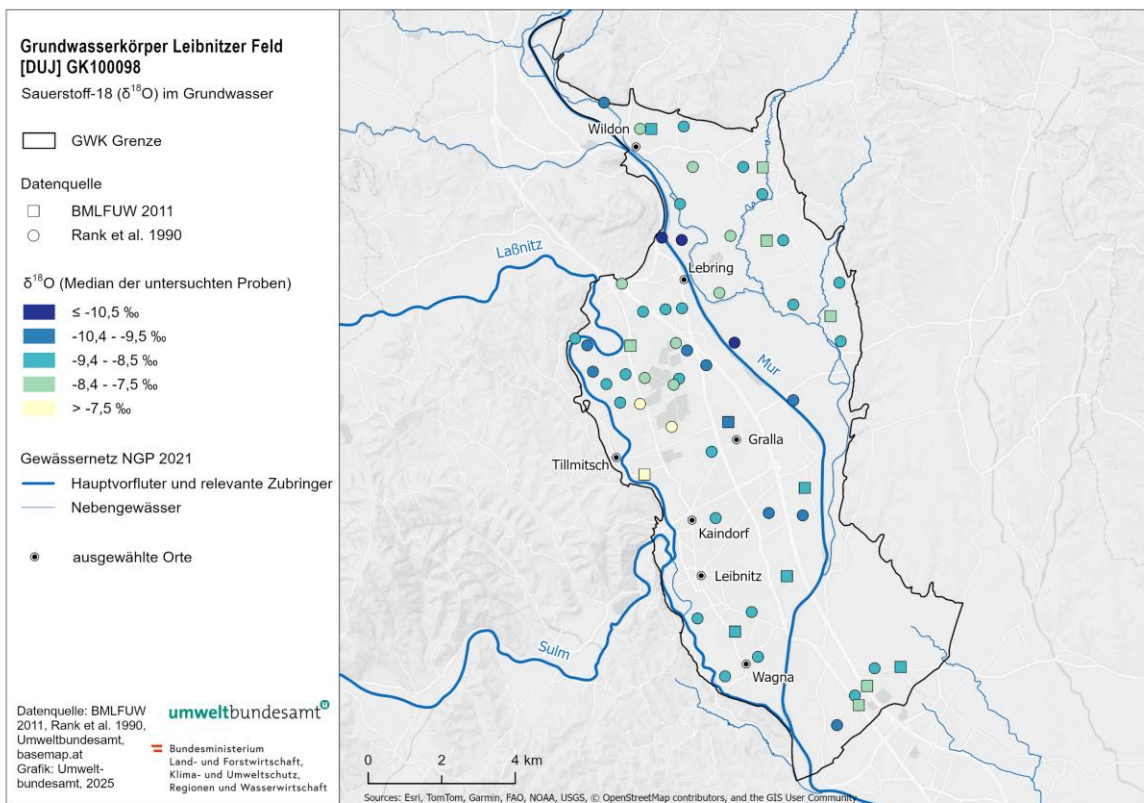 Grundwasserkörper Leibnitzer Feld
[DUJ] GK100098
Sauerstoff-18 (δ¹⁸O) im Grundwasser
GWK Grenze
Datenquelle
BMLFUW 2011
Rank et al. 1990
δ¹⁸O (Median der untersuchten Proben)
≤ -10,5 ‰
-10,4 - -9,5 ‰
-9,4 - -8,5 ‰
-8,4 - -7,5 ‰
> -7,5 ‰
Gewässernetz NGP 2021
Hauptvorfluter und relevante Zubringer
Nebengewässer
ausgewählte Orte
Datenquelle: BMLFUW
2011, Rank et al. 1990,
Umweltbundesamt,
basemap.at
Grafik: Umwelt-
bundesamt, 2025
umweltbundesamt
Bundesministerium
Land- und Forstwirtschaft,
Klima- und Umweltschutz,
Regionen und Wasserwirtschaft
Wildon
Laßnitz
Lebring
Mur
Gralla
Tillmitsch
Kaindorf
Leibnitz
Sulm
Wagna
0 2 4 km
Sources: Esri, TomTom, Garmin, FAO, NOAA, USGS, © OpenStreetMap contributors, and the GIS User Community